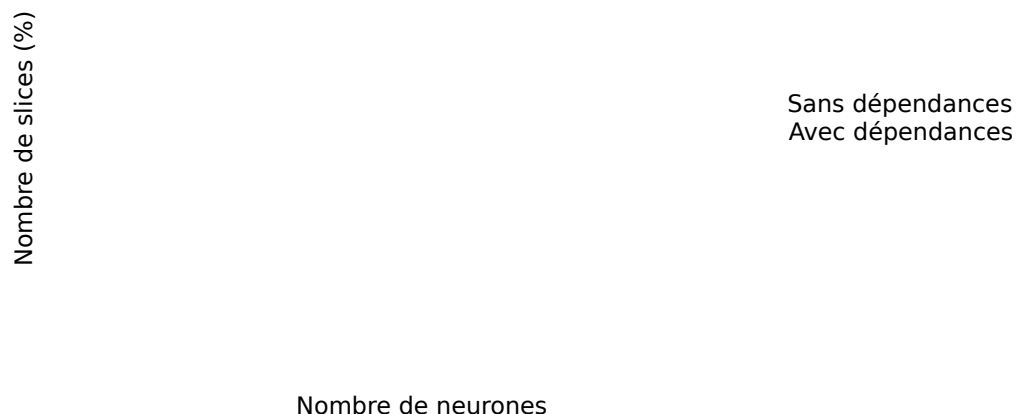 Nombre de slices (%)
Sans dépendances
Avec dépendances
Nombre de neurones